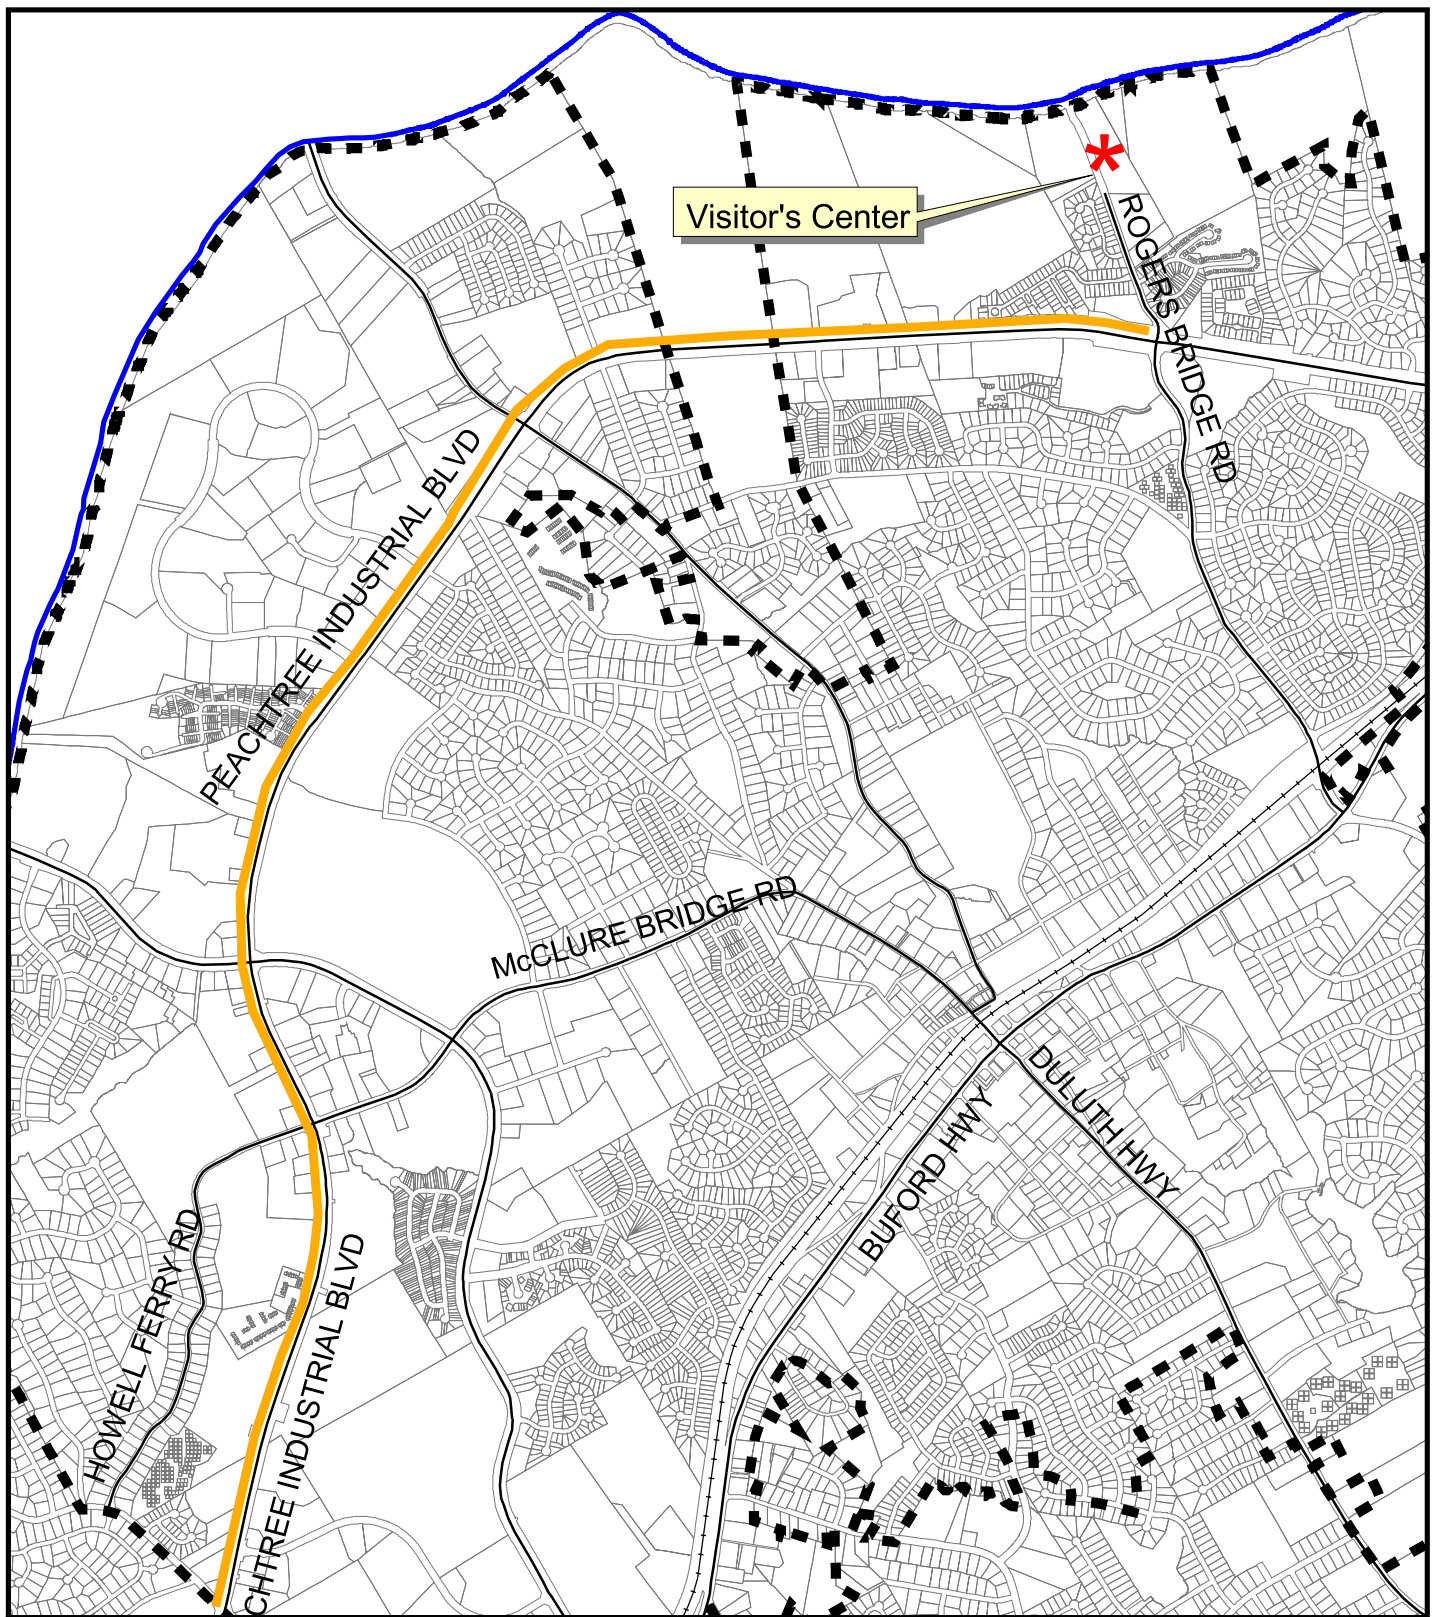 Visitor's Center
ROGERS BRIDGE RD
PEACHTREE INDUSTRIAL BLVD
McCLURE BRIDGE RD
DULUTH HWY
BUFORD HWY
HOWELL FERRY RD
CHTREE INDUSTRIAL BLVD